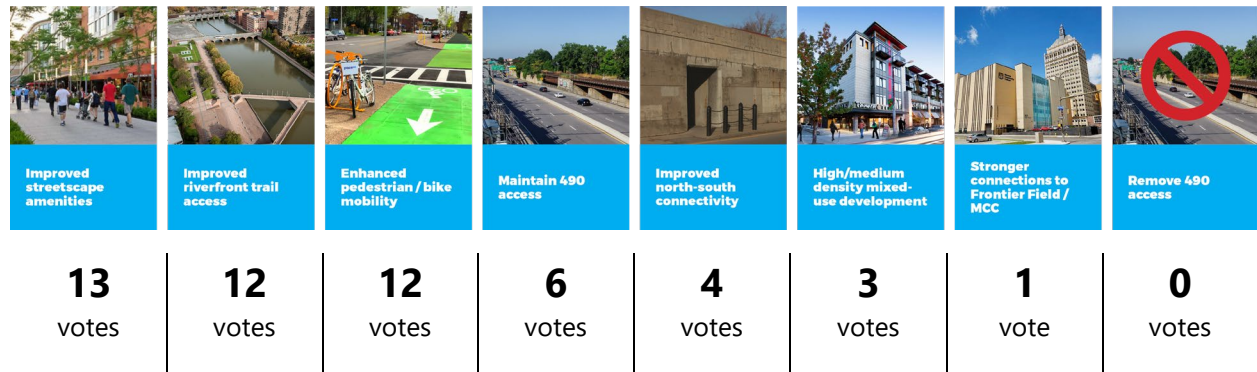 Improved
streetscape
amenities
Improved
riverfront trail
access
Enhanced
pedestrian / bike
mobility
Maintain 490
access
Improved
north-south
connectivity
High/medium
density mixed-
use development
Stronger
connections to
Frontier Field /
MCC
Remove 490
access
13
votes
12
votes
12
votes
6
votes
4
votes
3
votes
1
vote
0
votes